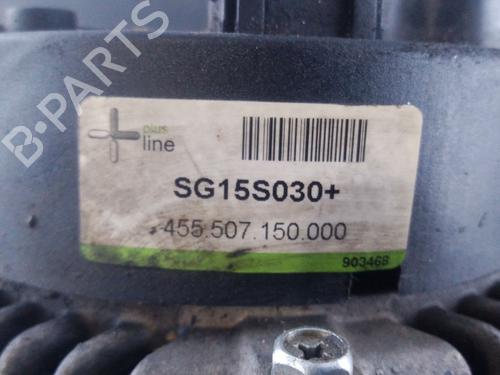 B-PARTS
plus
line
SG15S030+
455.507.150.000
903468